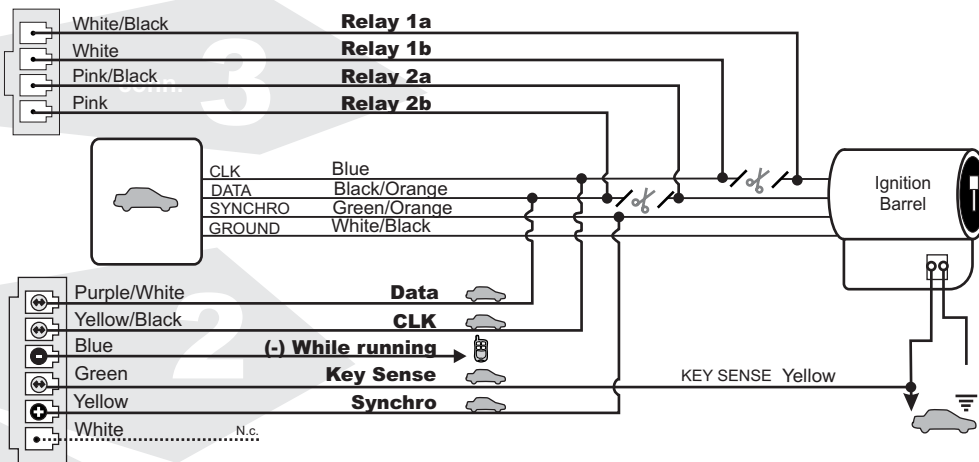 White/Black Relay 1a
White Relay 1b
Pink/Black Relay 2a
conn. 3
Pink Relay 2b
CLK Blue
DATA Black/Orange
SYNCHRO Green/Orange
GROUND White/Black
Ignition
Barrel
2
Purple/White Data
Yellow/Black CLK
Blue (-) While running
Green Key Sense KEY SENSE Yellow
Yellow Synchro
White N.c.